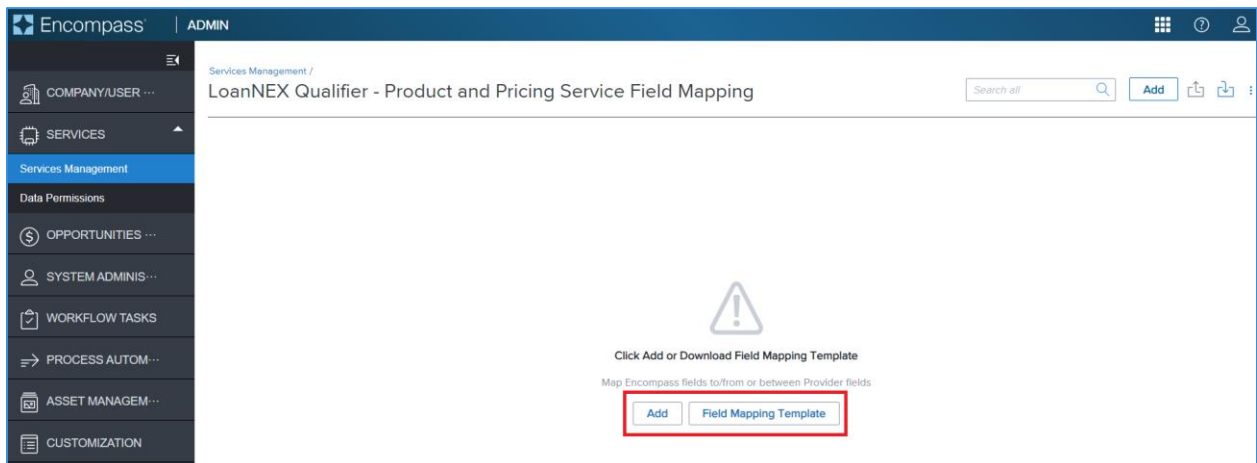 Encompass | ADMIN
Services Management /
LoanNEX Qualifier - Product and Pricing Service Field Mapping
Search all
Add
COMPANY/USER ···
SERVICES
Services Management
Data Permissions
OPPORTUNITIES ···
SYSTEM ADMINIS···
WORKFLOW TASKS
PROCESS AUTOM···
ASSET MANAGEM···
CUSTOMIZATION
Click Add or Download Field Mapping Template
Map Encompass fields to/from or between Provider fields
Add Field Mapping Template